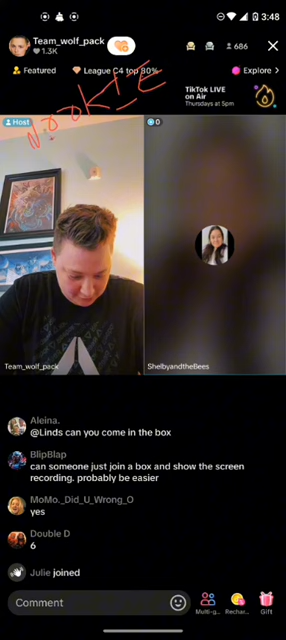 3:48
Team_wolf_pack
1.3K
686
Featured
League C4 top 80%
Explore >
NOOKIE
TikTok LIVE
on Air
Thursdays at 5pm
Host
0
Team_wolf_pack
ShelbyandtheBees
Aleina.
@Linds can you come in the box
BlipBlap
can someone just join a box and show the screen
recording. probably be easier
MoMo._Did_U_Wrong_O
yes
Double D
6
Julie joined
Comment
Multi-g...
Rechar...
Gift